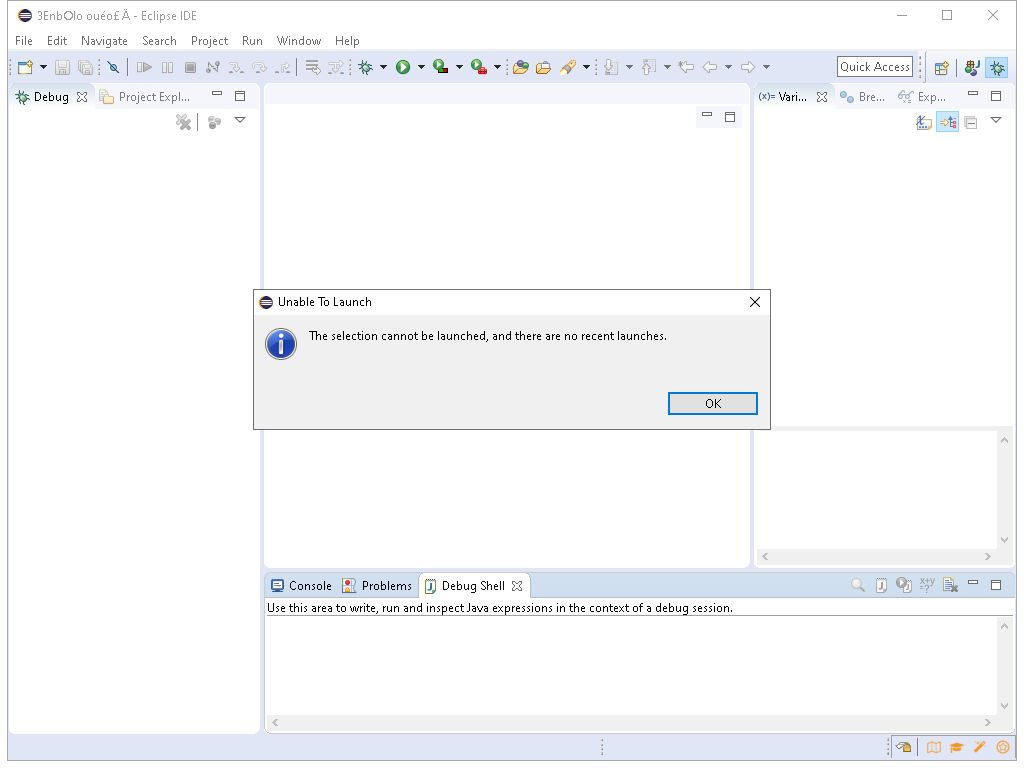 3EnbOlo ouéo£Ä - Eclipse IDE
File Edit Navigate Search Project Run Window Help
Quick Access
Debug Project Expl...
(x)= Vari... Bre... Exp...
Unable To Launch
The selection cannot be launched, and there are no recent launches.
OK
Console Problems Debug Shell
Use this area to write, run and inspect Java expressions in the context of a debug session.